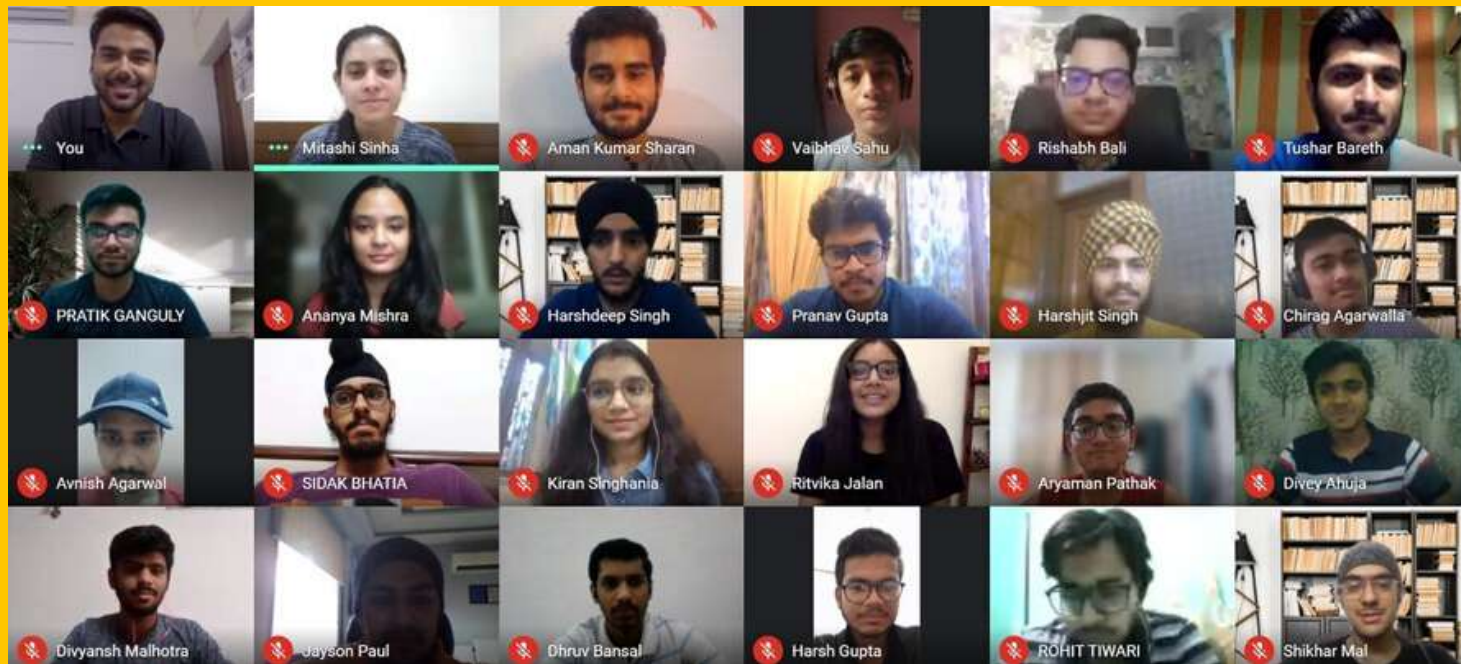 You
Mitashi Sinha
Aman Kumar Sharan
Vaibhav Sahu
Rishabh Bali
Tushar Bareth
PRATIK GANGULY
Ananya Mishra
Harshdeep Singh
Pranav Gupta
Harshjit Singh
Chirag Agarwalla
Avnish Agarwal
SIDAK BHATIA
Kiran Singhania
Ritvika Jalan
Aryaman Pathak
Divey Ahuja
Divyansh Malhotra
Jayson Paul
Dhruv Bansal
Harsh Gupta
ROHIT TIWARI
Shikhar Mal